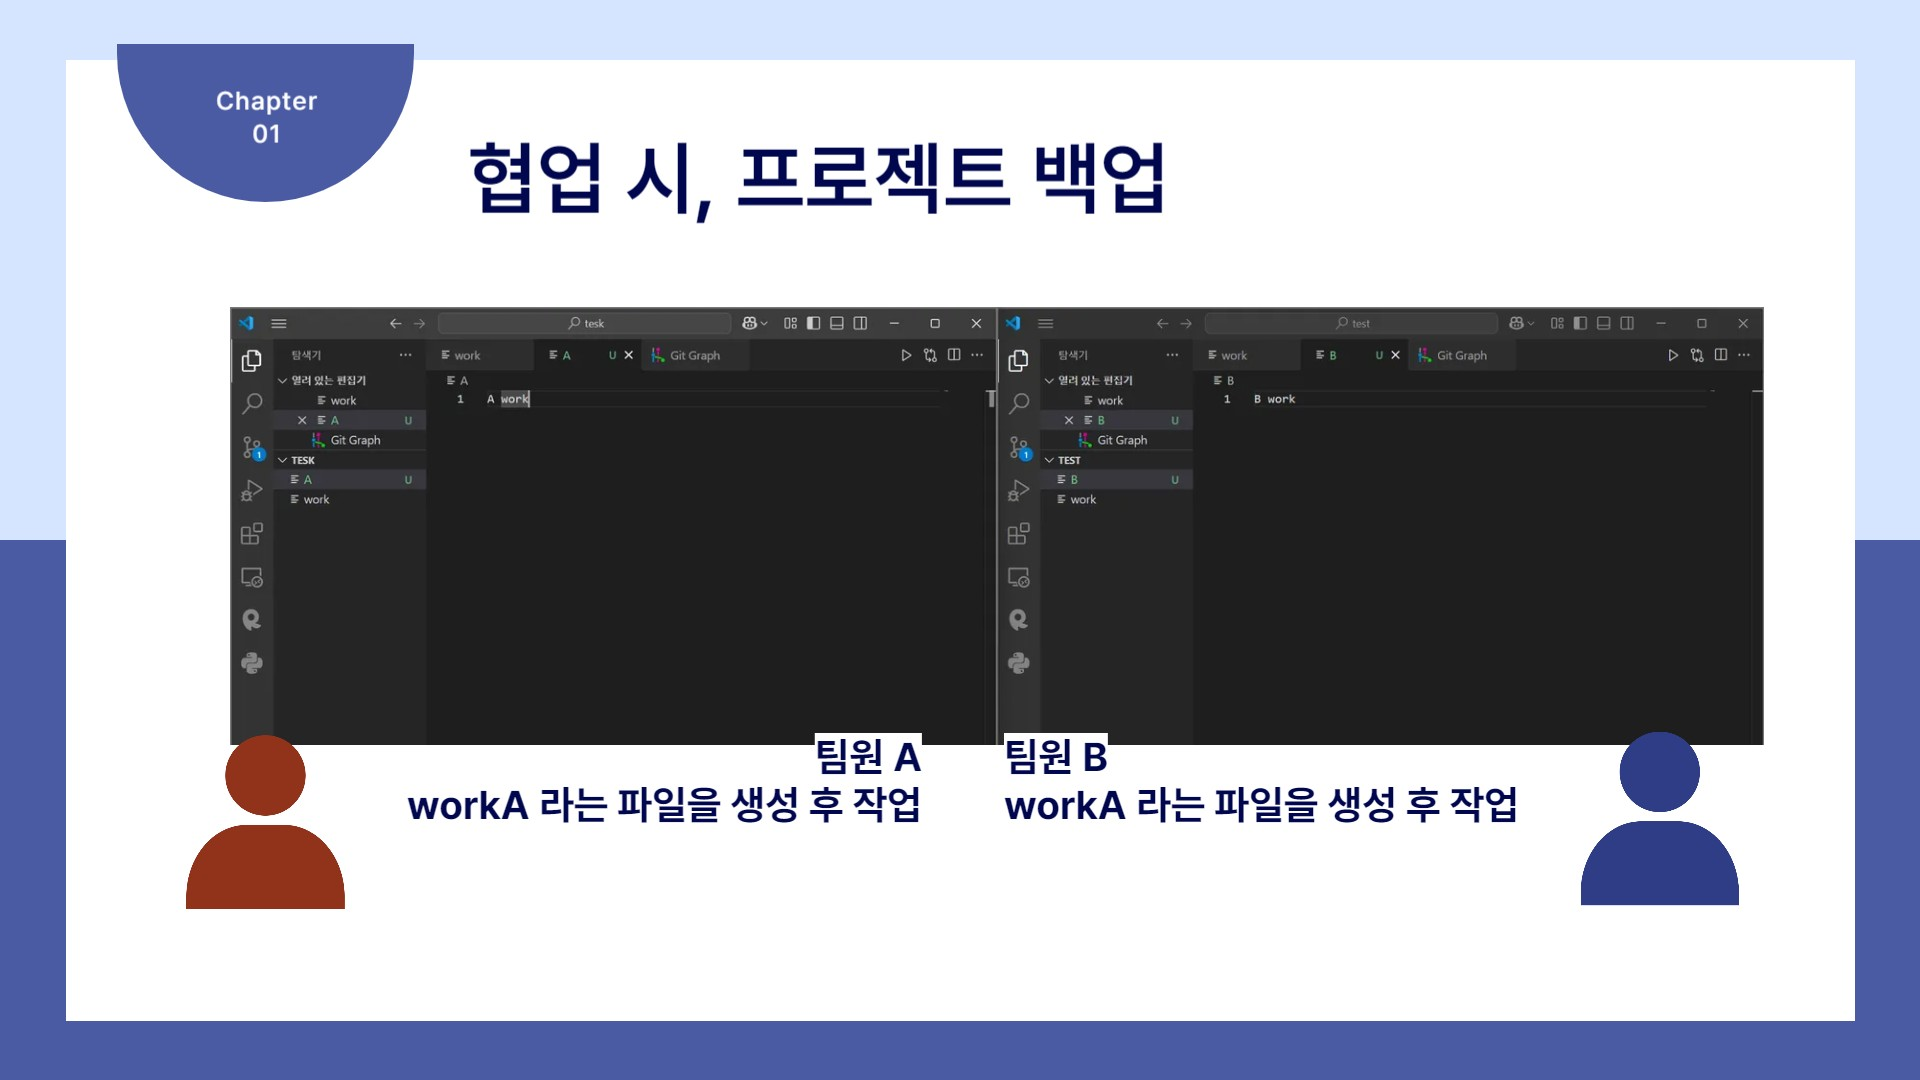 Chapter
01
협업 시, 프로젝트 백업
tesk
탐색기
work
A U
Git Graph
열려 있는 편집기
work
A U
Git Graph
TESK
A U
work
A
1 A work
1
test
탐색기
work
B U
Git Graph
열려 있는 편집기
work
B U
Git Graph
TEST
B U
work
B
1 B work
1
팀원 A
workA 라는 파일을 생성 후 작업
팀원 B
workA 라는 파일을 생성 후 작업